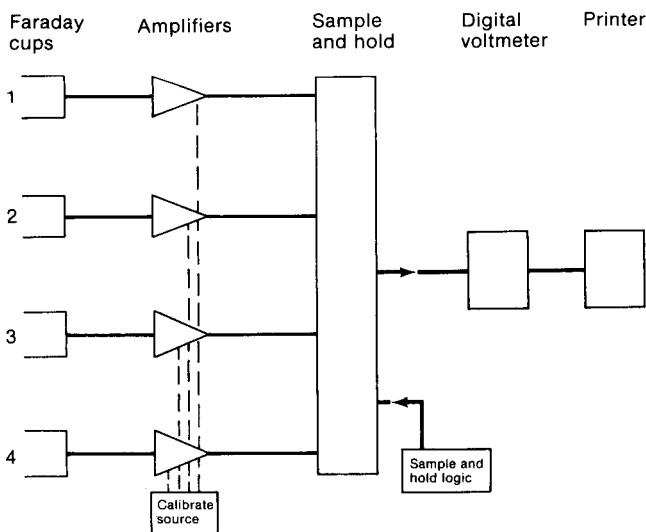 Faraday
cups
Amplifiers
Sample
and hold
Digital
voltmeter
Printer
1
2
3
4
Sample and
hold logic
Calibrate
source